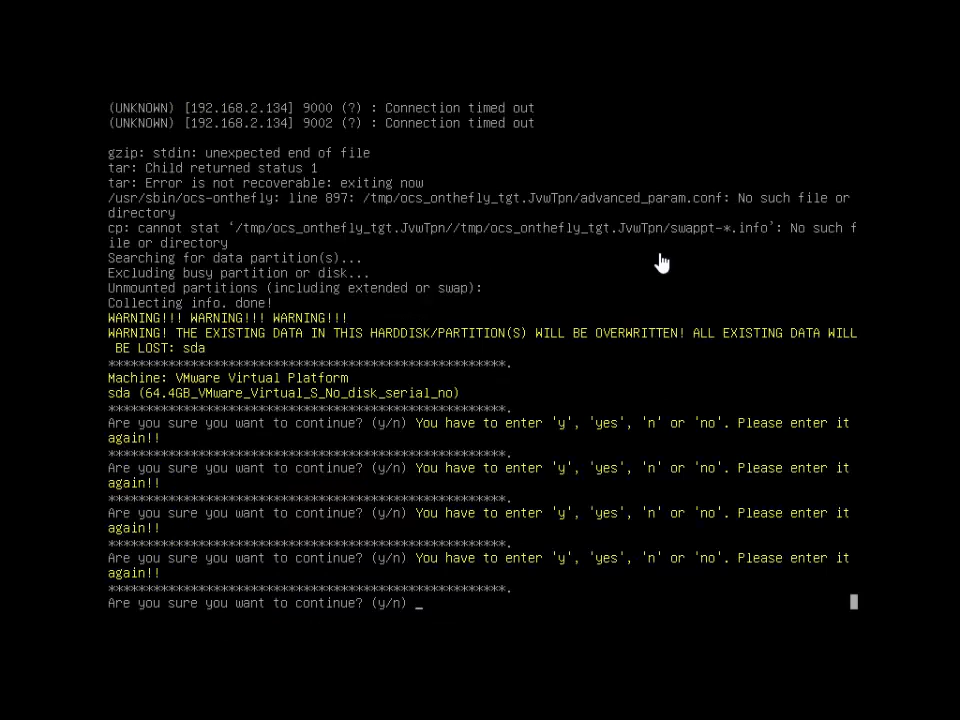 (UNKNOWN) [192.168.2.134] 9000 (?) : Connection timed out
(UNKNOWN) [192.168.2.134] 9002 (?) : Connection timed out
gzip: stdin: unexpected end of file
tar: Child returned status 1
tar: Error is not recoverable: exiting now
/usr/sbin/ocs-onthefly: line 897: /tmp/ocs_onthefly_tgt.JvwTpn/advanced_param.conf: No such file or
directory
cp: cannot stat ‘/tmp/ocs_onthefly_tgt.JvwTpn//tmp/ocs_onthefly_tgt.JvwTpn/swappt-*.info’: No such f
ile or directory
Searching for data partition(s)...
Excluding busy partition or disk...
Unmounted partitions (including extended or swap):
Collecting info. done!
WARNING!!! WARNING!!! WARNING!!!
WARNING! THE EXISTING DATA IN THIS HARDDISK/PARTITION(S) WILL BE OVERWRITTEN! ALL EXISTING DATA WILL
 BE LOST: sda
*****************************************************.
Machine: VMware Virtual Platform
sda (64.4GB_VMware_Virtual_S_No_disk_serial_no)
*****************************************************.
Are you sure you want to continue? (y/n) You have to enter 'y', 'yes', 'n' or 'no'. Please enter it
again!!
*****************************************************.
Are you sure you want to continue? (y/n) You have to enter 'y', 'yes', 'n' or 'no'. Please enter it
again!!
*****************************************************.
Are you sure you want to continue? (y/n) You have to enter 'y', 'yes', 'n' or 'no'. Please enter it
again!!
*****************************************************.
Are you sure you want to continue? (y/n) You have to enter 'y', 'yes', 'n' or 'no'. Please enter it
again!!
*****************************************************.
Are you sure you want to continue? (y/n) _